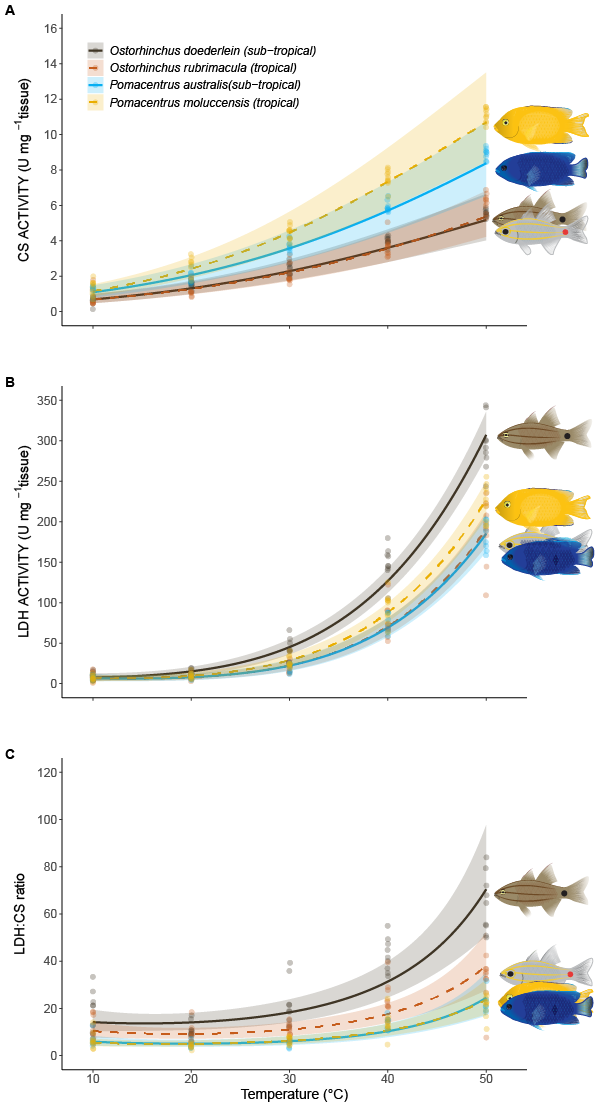 A
CS ACTIVITY (U mg ⁻¹tissue)
16
14
12
10
8
6
4
2
0
Ostorhinchus doederlein (sub-tropical)
Ostorhinchus rubrimacula (tropical)
Pomacentrus australis(sub-tropical)
Pomacentrus moluccensis (tropical)
B
LDH ACTIVITY (U mg ⁻¹tissue)
350
300
250
200
150
100
50
0
C
LDH:CS ratio
120
100
80
60
40
20
0
10 20 30 40 50
Temperature (°C)